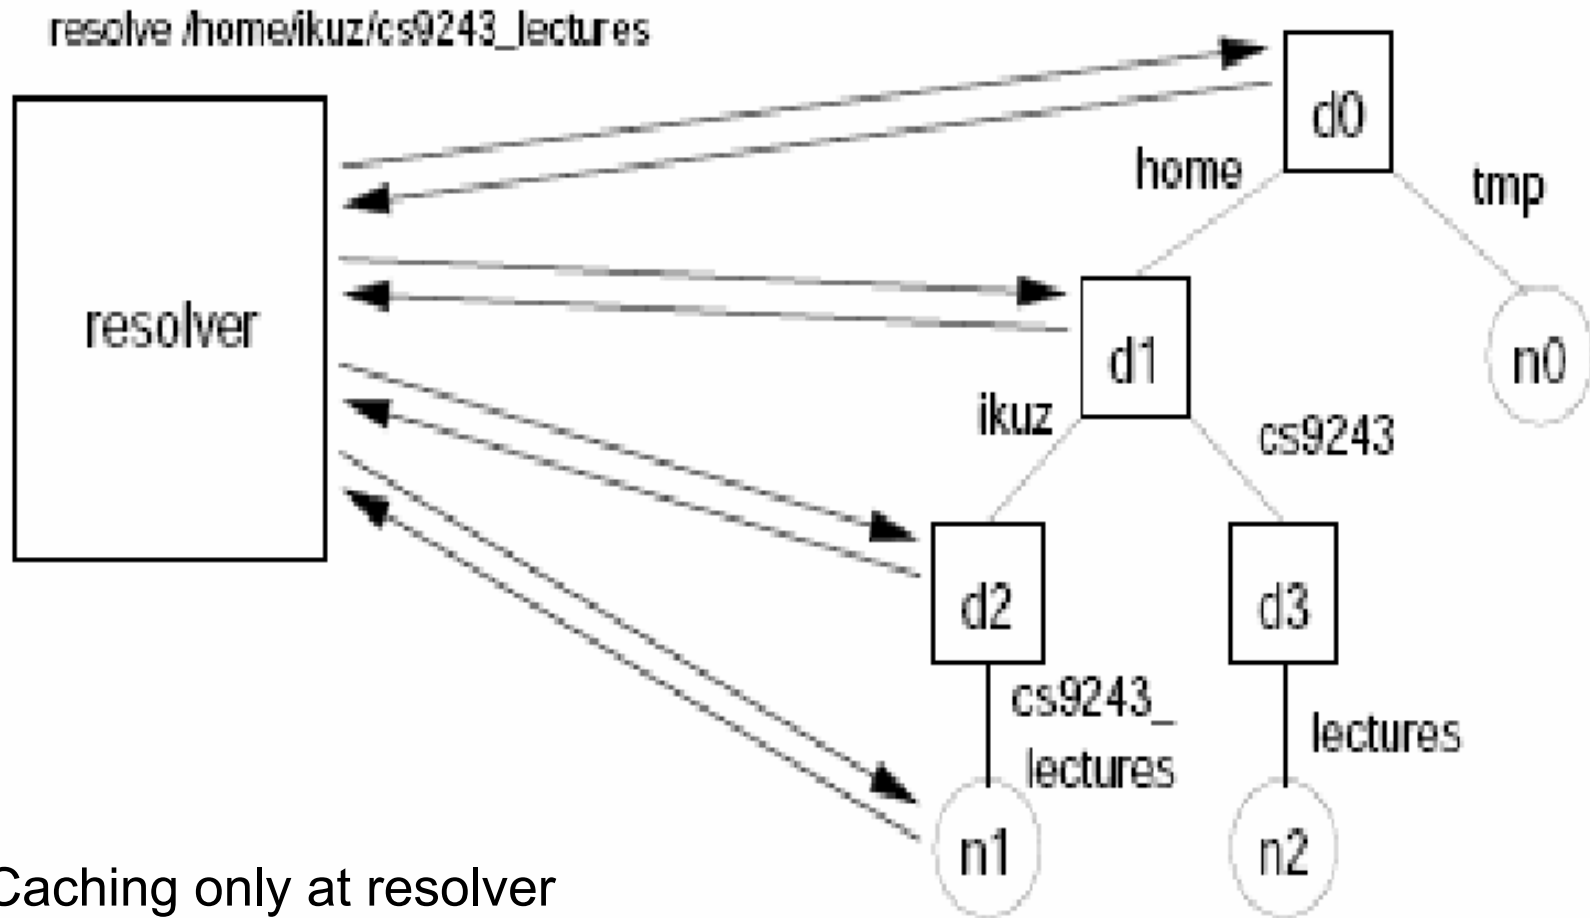 resolve /home/ikuz/cs9243_lectures
d0
home
tmp
resolver
d1
n0
ikuz
cs9243
d2
d3
cs9243_
lectures
lectures
n1
n2
Caching only at resolver